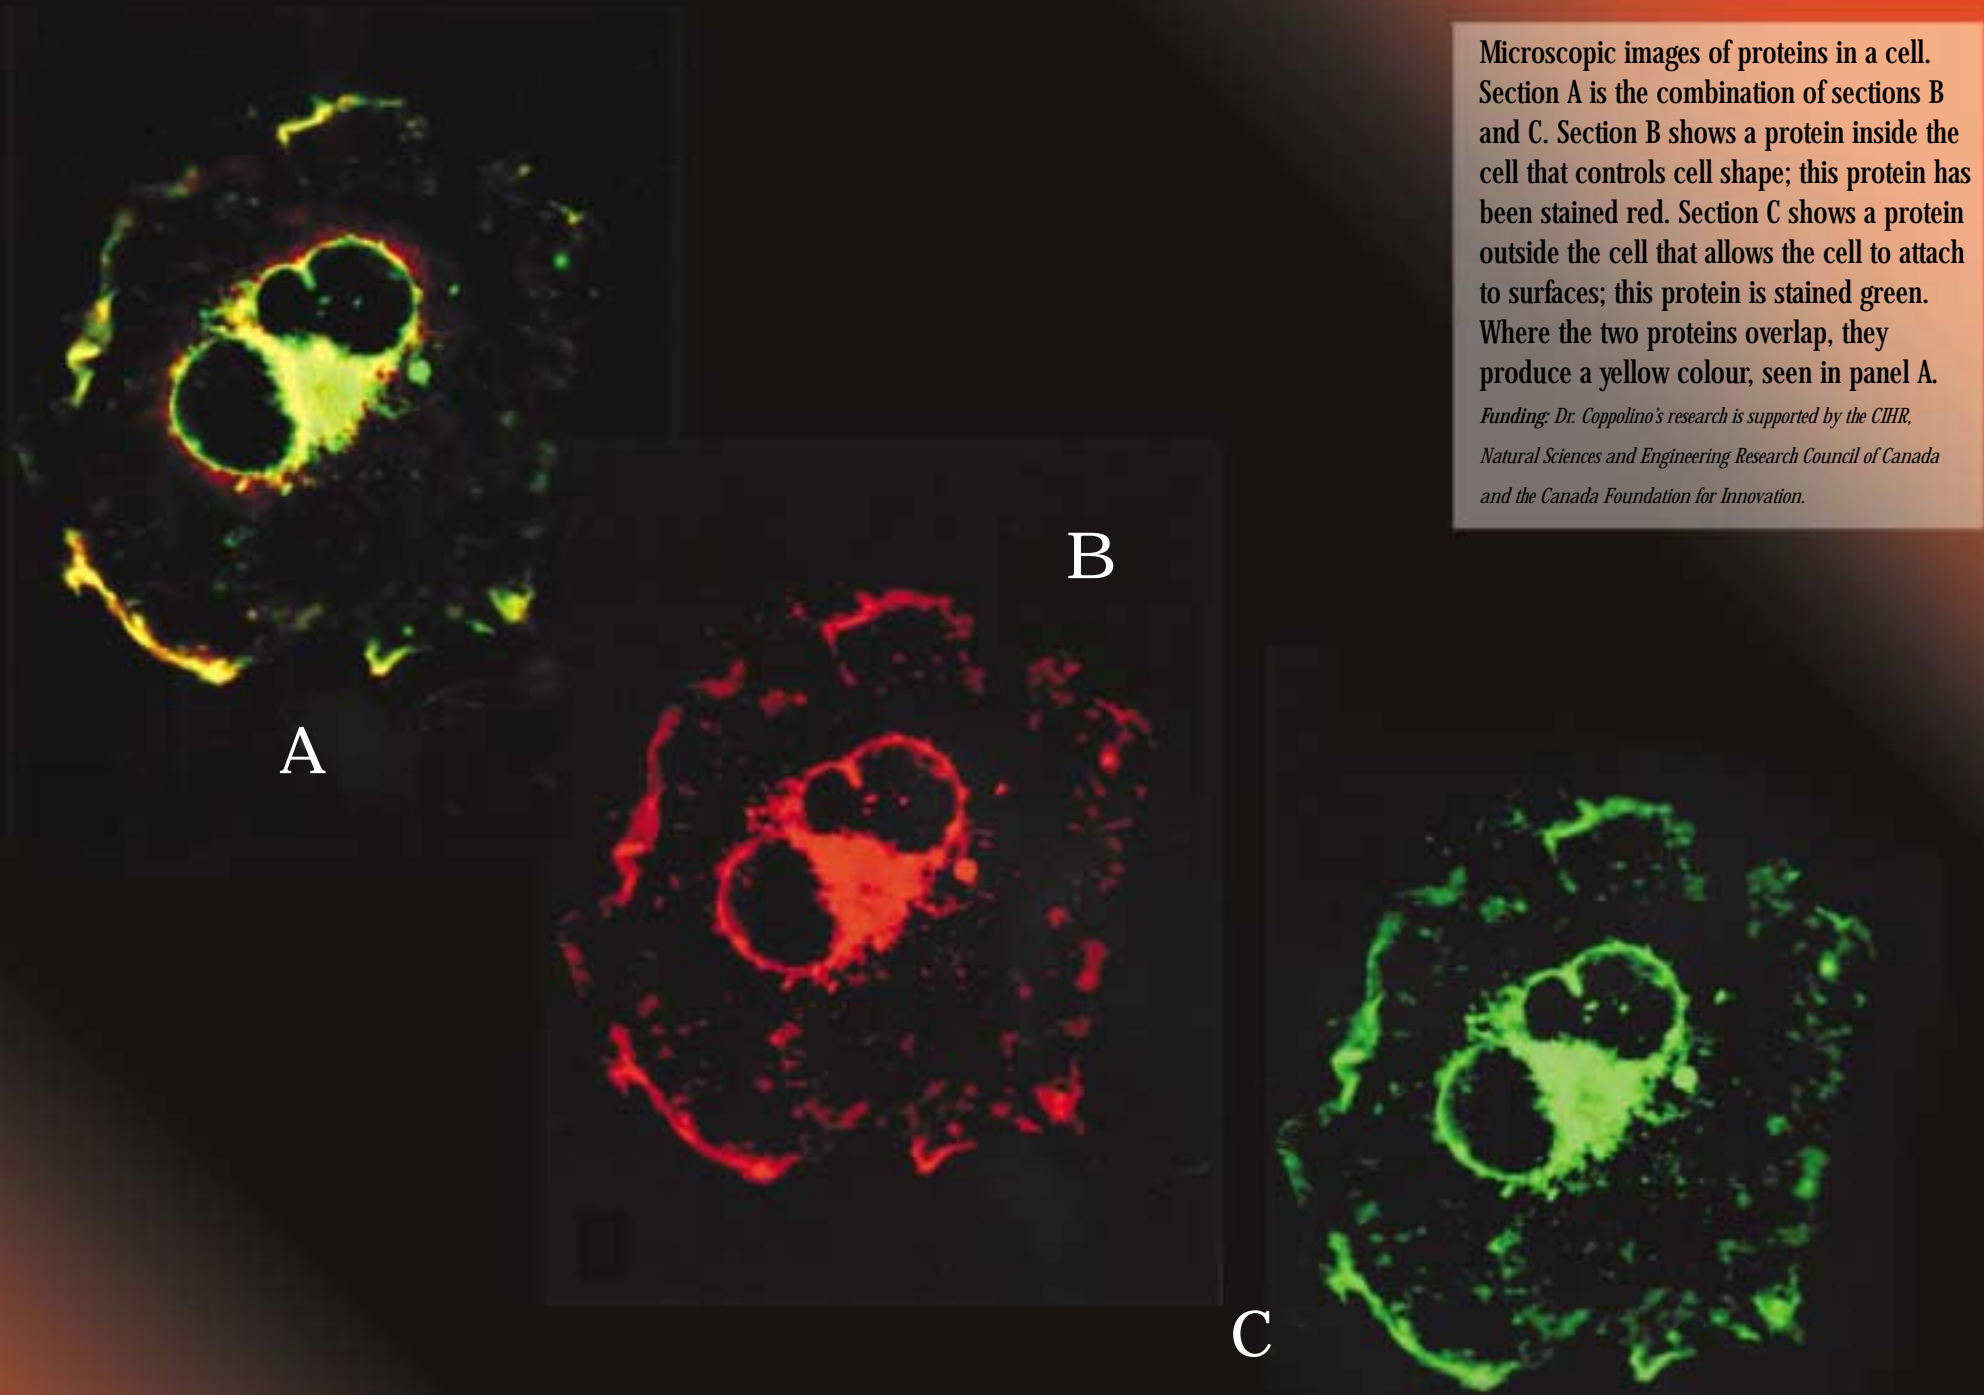 Microscopic images of proteins in a cell.
Section A is the combination of sections B
and C. Section B shows a protein inside the
cell that controls cell shape; this protein has
been stained red. Section C shows a protein
outside the cell that allows the cell to attach
to surfaces; this protein is stained green.
Where the two proteins overlap, they
produce a yellow colour, seen in panel A.
Funding: Dr. Coppolino's research is supported by the CIHR,
Natural Sciences and Engineering Research Council of Canada
and the Canada Foundation for Innovation.
A
B
C